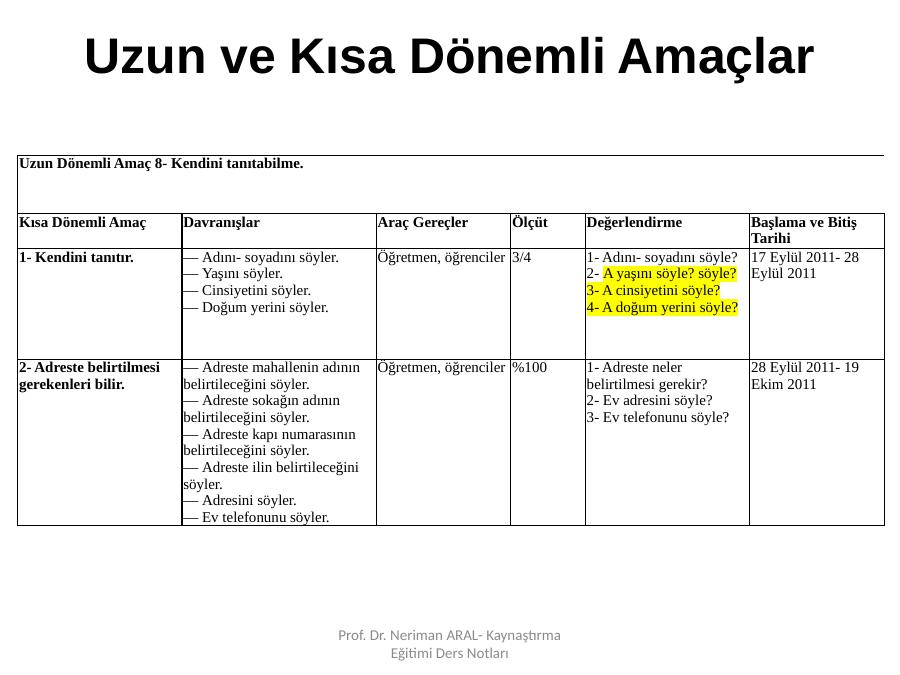 Uzun ve Kısa Dönemli Amaçlar
Uzun Dönemli Amaç 8- Kendini tanıtabilme.
Kısa Dönemli Amaç
Davranışlar
Araç Gereçler
Ölçüt
Değerlendirme
Başlama ve Bitiş
Tarihi
1- Kendini tanıtır.
— Adını- soyadını söyler.
— Yaşını söyler.
— Cinsiyetini söyler.
— Doğum yerini söyler.
Öğretmen, öğrenciler
3/4
1- Adını- soyadını söyle?
2- A yaşını söyle? söyle?
3- A cinsiyetini söyle?
4- A doğum yerini söyle?
17 Eylül 2011- 28
Eylül 2011
2- Adreste belirtilmesi
gerekenleri bilir.
— Adreste mahallenin adının
belirtileceğini söyler.
— Adreste sokağın adının
belirtileceğini söyler.
— Adreste kapı numarasının
belirtileceğini söyler.
— Adreste ilin belirtileceğini
söyler.
— Adresini söyler.
— Ev telefonunu söyler.
Öğretmen, öğrenciler
%100
1- Adreste neler
belirtilmesi gerekir?
2- Ev adresini söyle?
3- Ev telefonunu söyle?
28 Eylül 2011- 19
Ekim 2011
Prof. Dr. Neriman ARAL- Kaynaştırma
Eğitimi Ders Notları